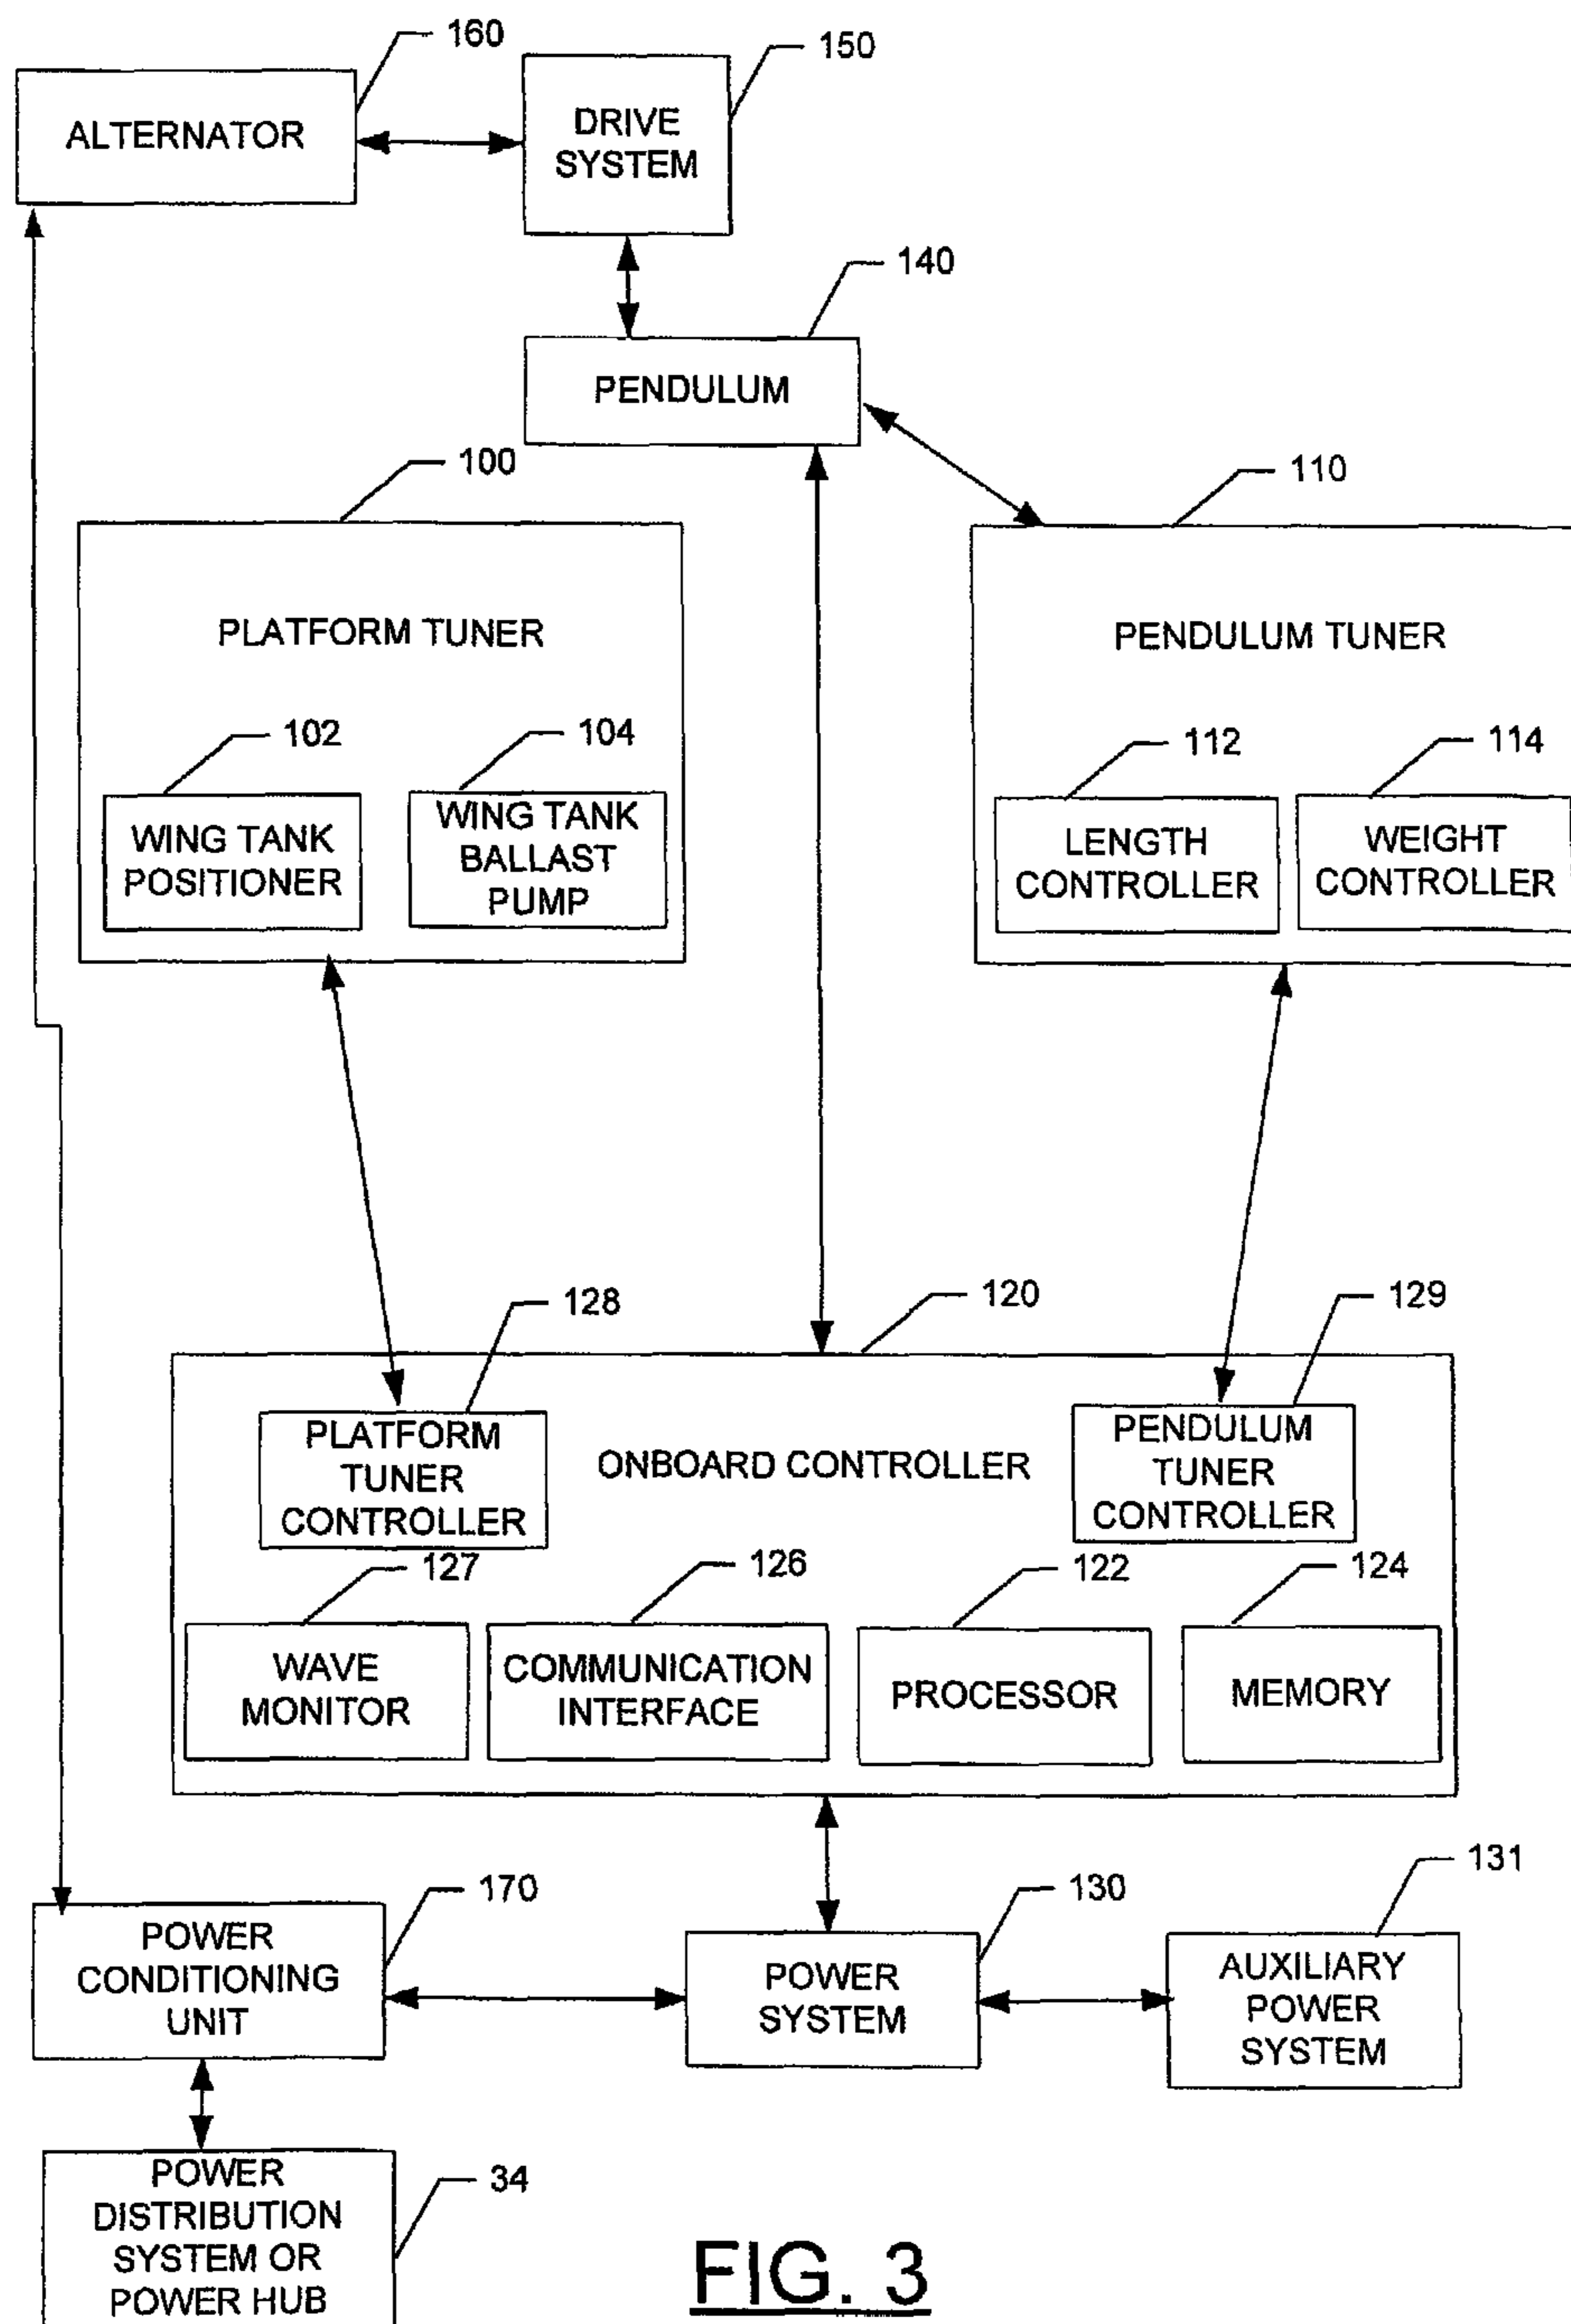 160
150
ALTERNATOR
DRIVE
SYSTEM
140
PENDULUM
100
110
PLATFORM TUNER
PENDULUM TUNER
102
104
112
114
WING TANK
POSITIONER
WING TANK
BALLAST
PUMP
LENGTH
CONTROLLER
WEIGHT
CONTROLLER
128
120
129
PLATFORM
TUNER
CONTROLLER
ONBOARD CONTROLLER
PENDULUM
TUNER
CONTROLLER
127
126
122
124
WAVE
MONITOR
COMMUNICATION
INTERFACE
PROCESSOR
MEMORY
170
130
131
POWER
CONDITIONING
UNIT
POWER
SYSTEM
AUXILIARY
POWER
SYSTEM
34
POWER
DISTRIBUTION
SYSTEM OR
POWER HUB
FIG. 3